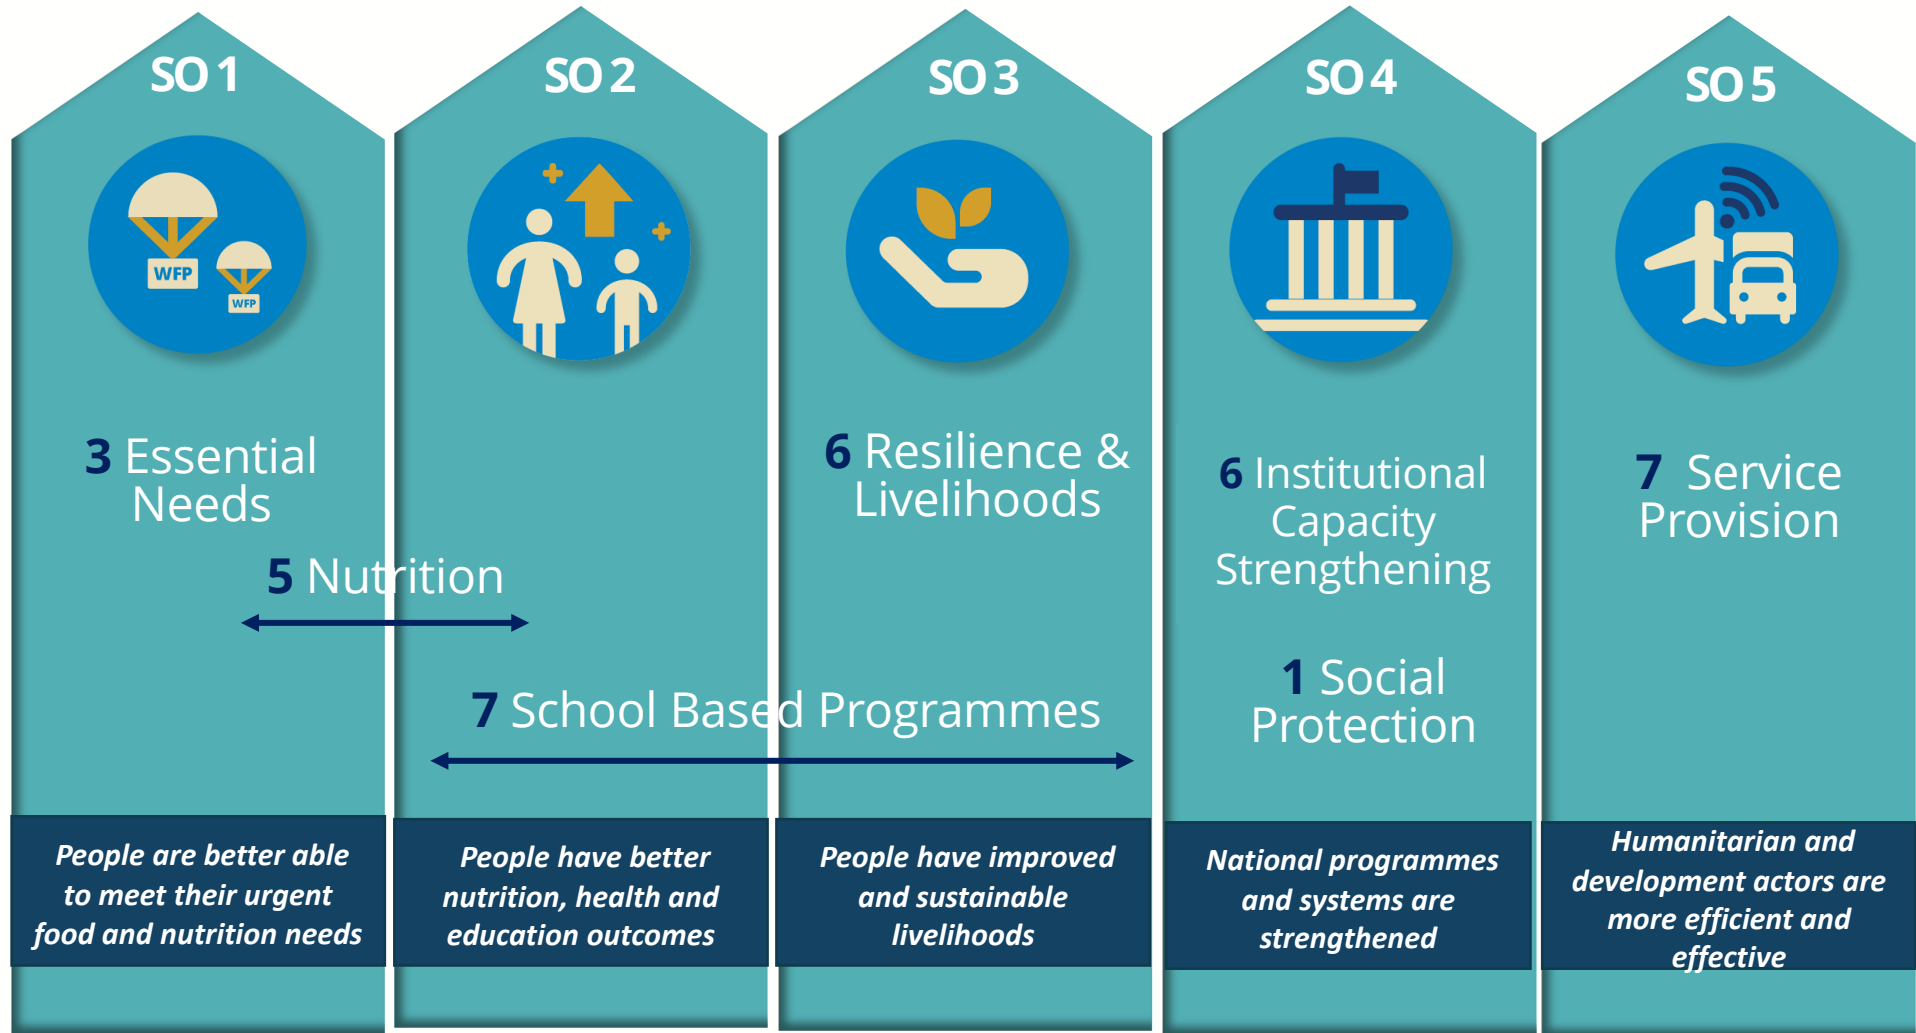 SO 1
WFP
WFP
3 Essential
Needs
SO 2
5 Nutrition
7 School Based Programmes
SO 3
6 Resilience &
Livelihoods
SO 4
6 Institutional
Capacity
Strengthening
1 Social
Protection
SO 5
7 Service
Provision
People are better able
to meet their urgent
food and nutrition needs
People have better
nutrition, health and
education outcomes
People have improved
and sustainable
livelihoods
National programmes
and systems are
strengthened
Humanitarian and
development actors are
more efficient and
effective